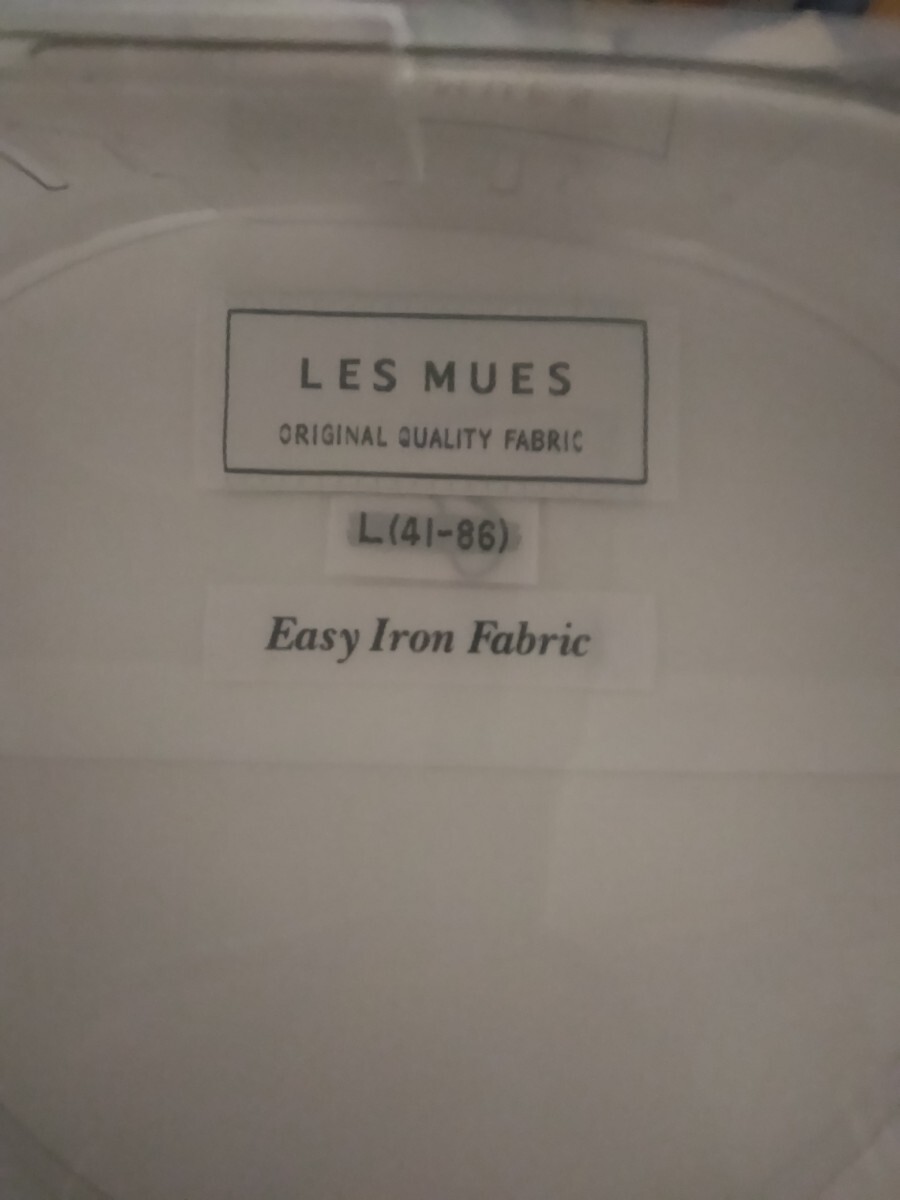 LES MUES
ORIGINAL QUALITY FABRIC
L(41-86)
Easy Iron Fabric